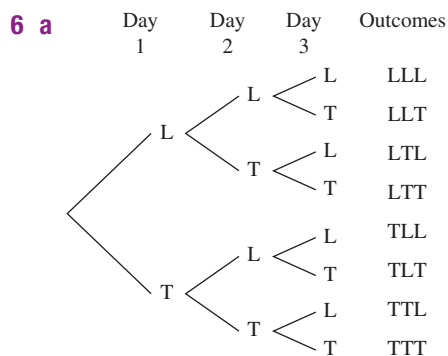 6 a Day 1 Day 2 Day 3 Outcomes
L LLL
L
T LLT
L
L LTL
T
T LTT
L TLL
L
T TLT
T
L TTL
T
T TTT